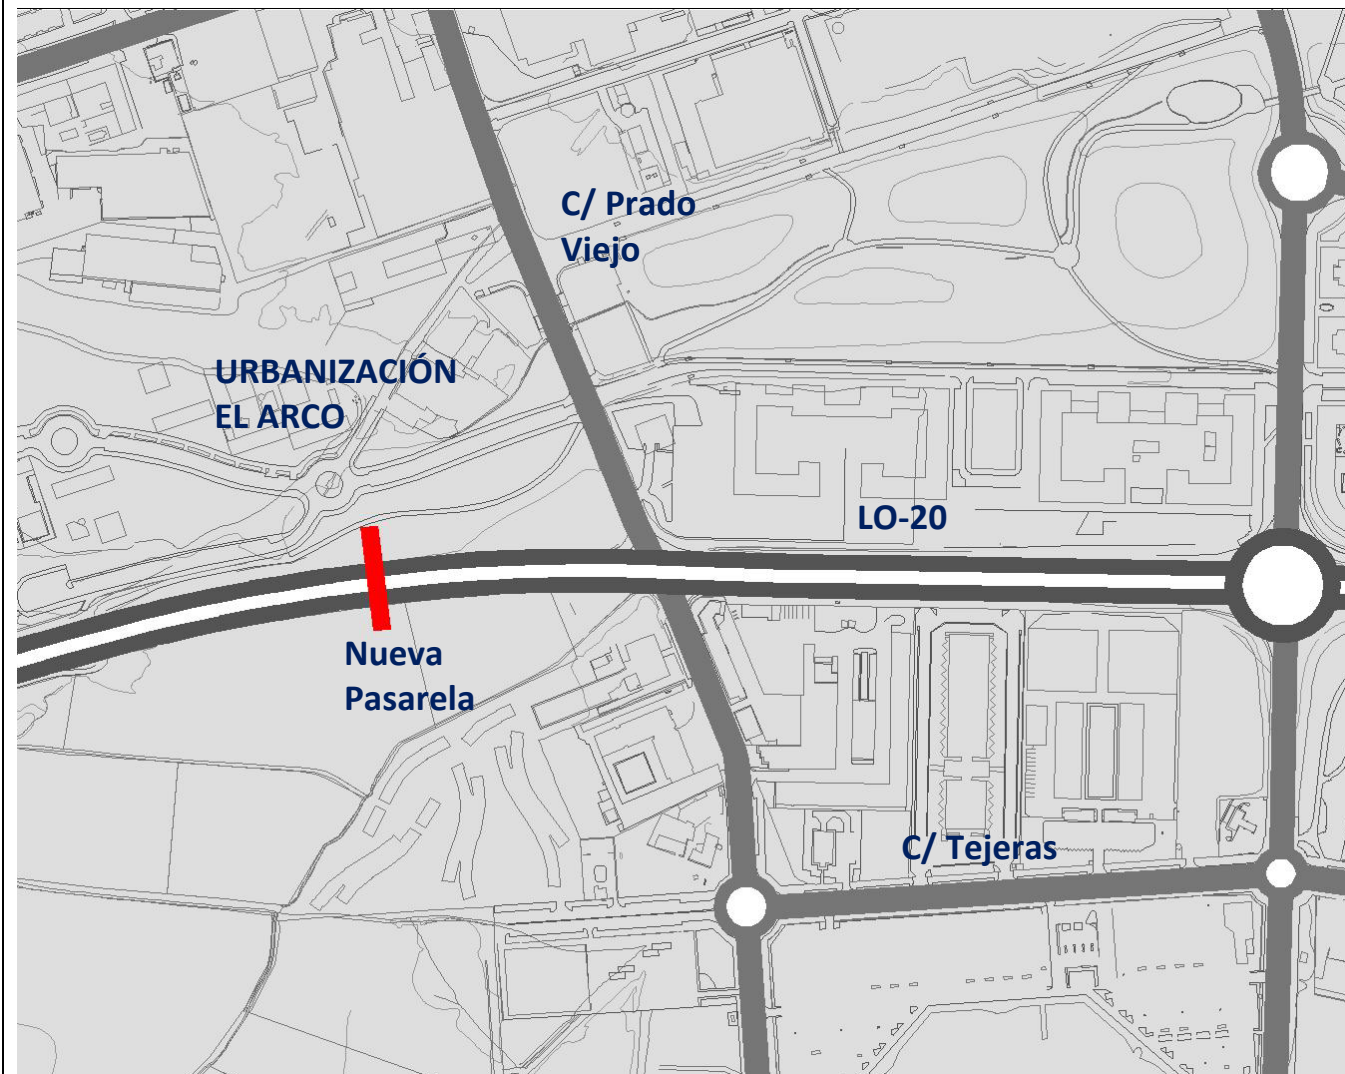 C/ Prado
Viejo
URBANIZACIÓN
EL ARCO
LO-20
Nueva
Pasarela
C/ Tejeras